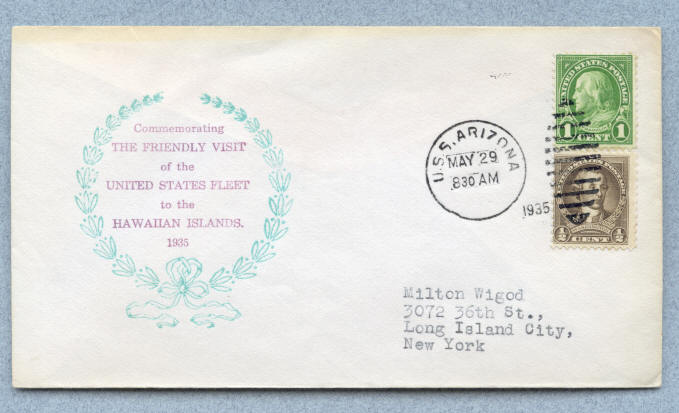 Commemorating
THE FRIENDLY VISIT
of the
UNITED STATES FLEET
to the
HAWAIIAN ISLANDS.
1935
U.S.S. ARIZONA
MAY 29
830 AM
1935
UNITED STATES POSTAGE
1 CENT 1
½ CENT ½
Milton Wigod
3072 36th St.,
Long Island City,
New York